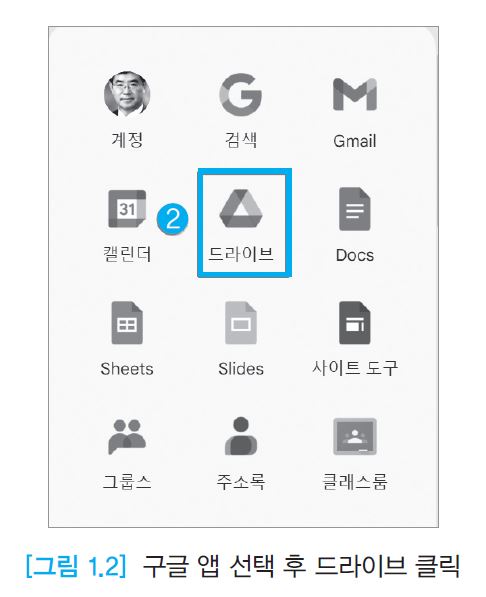 계정 검색 Gmail
31
캘린더 2 드라이브 Docs
Sheets Slides 사이트 도구
그룹스 주소록 클래스룸
[그림 1.2] 구글 앱 선택 후 드라이브 클릭